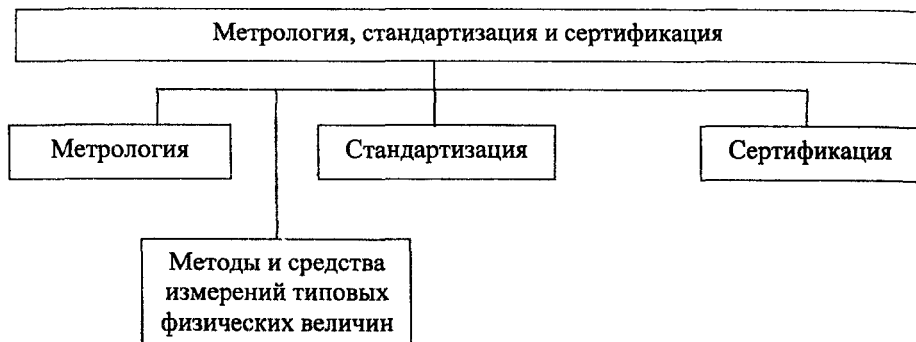 Метрология, стандартизация и сертификация
Метрология
Стандартизация
Сертификация
Методы и средства
измерений типовых
физических величин